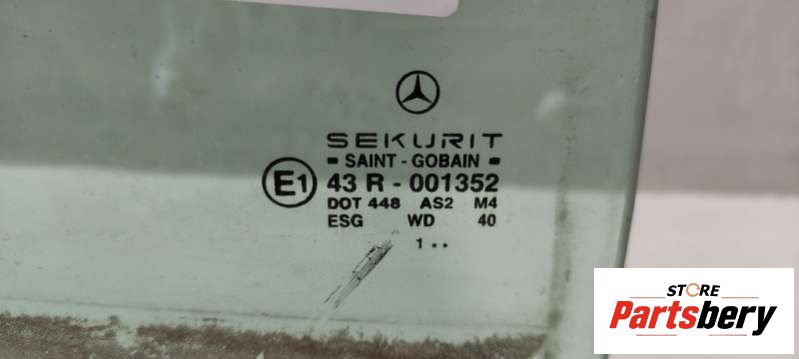 SEKURIT
SAINT - GOBAIN
E1
43 R - 001352
DOT 448 AS2 M4
ESG WD 40
1 ..
STORE
Partsbery